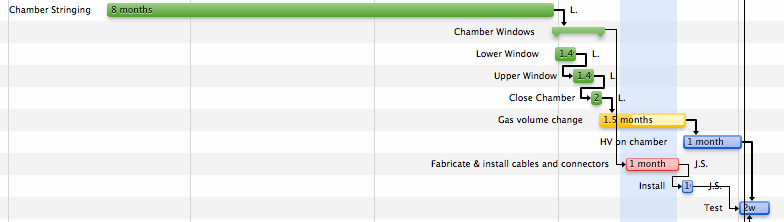 Chamber Stringing 8 months L.
Chamber Windows
Lower Window 1.4 L.
Upper Window 1.4 L
Close Chamber 2 L.
Gas volume change 1.5 months
HV on chamber 1 month
Fabricate & install cables and connectors 1 month J.S.
Install 1 J.S.
Test 2w